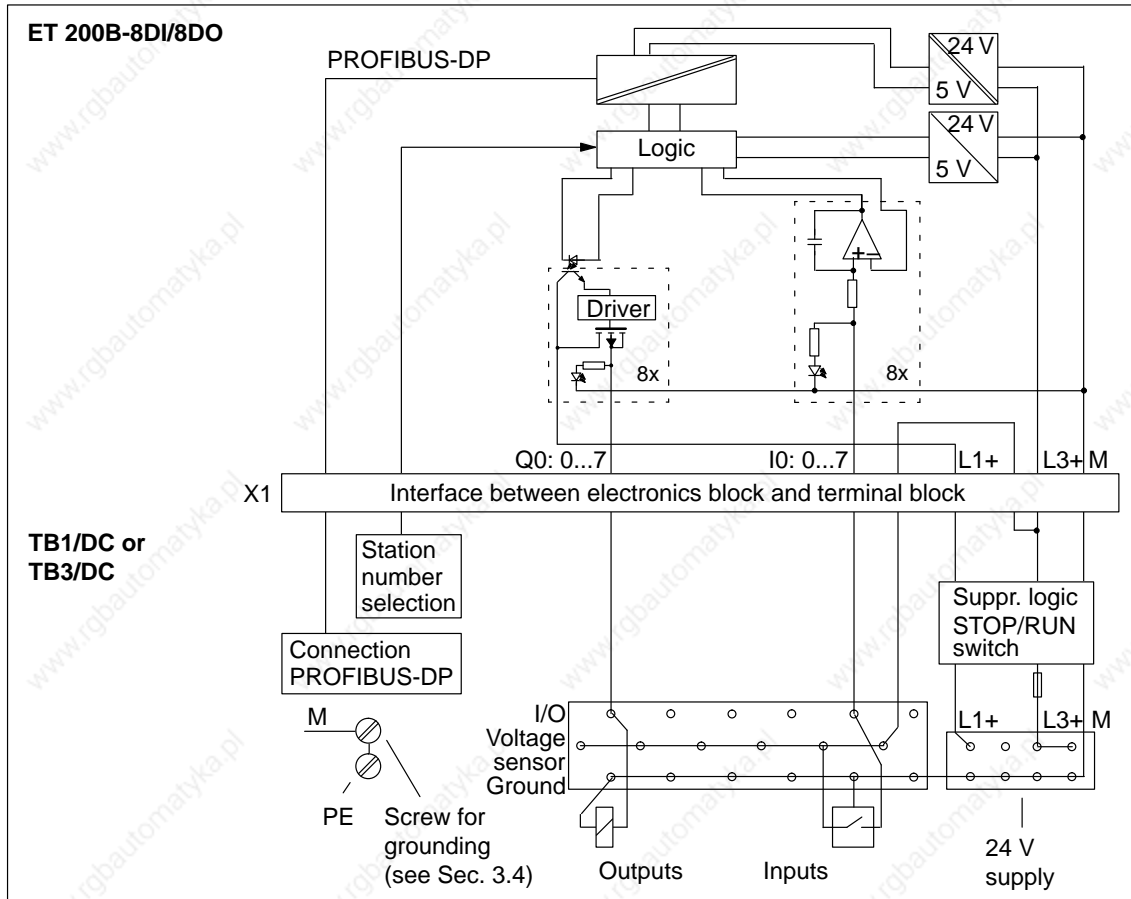 ET 200B-8DI/8DO
PROFIBUS-DP
24 V
5 V
24 V
5 V
Logic
+ −
Driver
8x
8x
Q0: 0...7
I0: 0...7
L1+
L3+ M
X1
Interface between electronics block and terminal block
TB1/DC or
TB3/DC
Station
number
selection
Suppr. logic
STOP/RUN
switch
Connection
PROFIBUS-DP
M
I/O
Voltage
sensor
Ground
L1+
L3+ M
PE
Screw for
grounding
(see Sec. 3.4)
Outputs
Inputs
24 V
supply
www.rgbautomatyka.pl